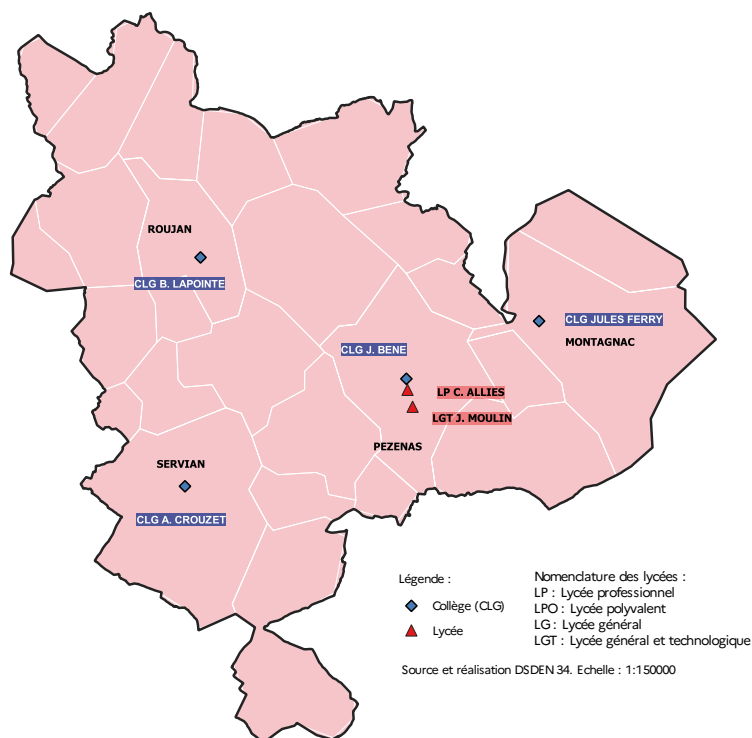 ROUJAN
CLG B. LAPOINTE
CLG JULES FERRY
MONTAGNAC
CLG J. BENE
LP C. ALLIES
LGT J. MOULIN
PEZENAS
SERVIAN
CLG A. CROUZET
Légende :
Collège (CLG)
Lycée
Nomenclature des lycées :
LP : Lycée professionnel
LPO : Lycée polyvalent
LG : Lycée général
LGT : Lycée général et technologique
Source et réalisation DSDEN 34. Echelle : 1:150000